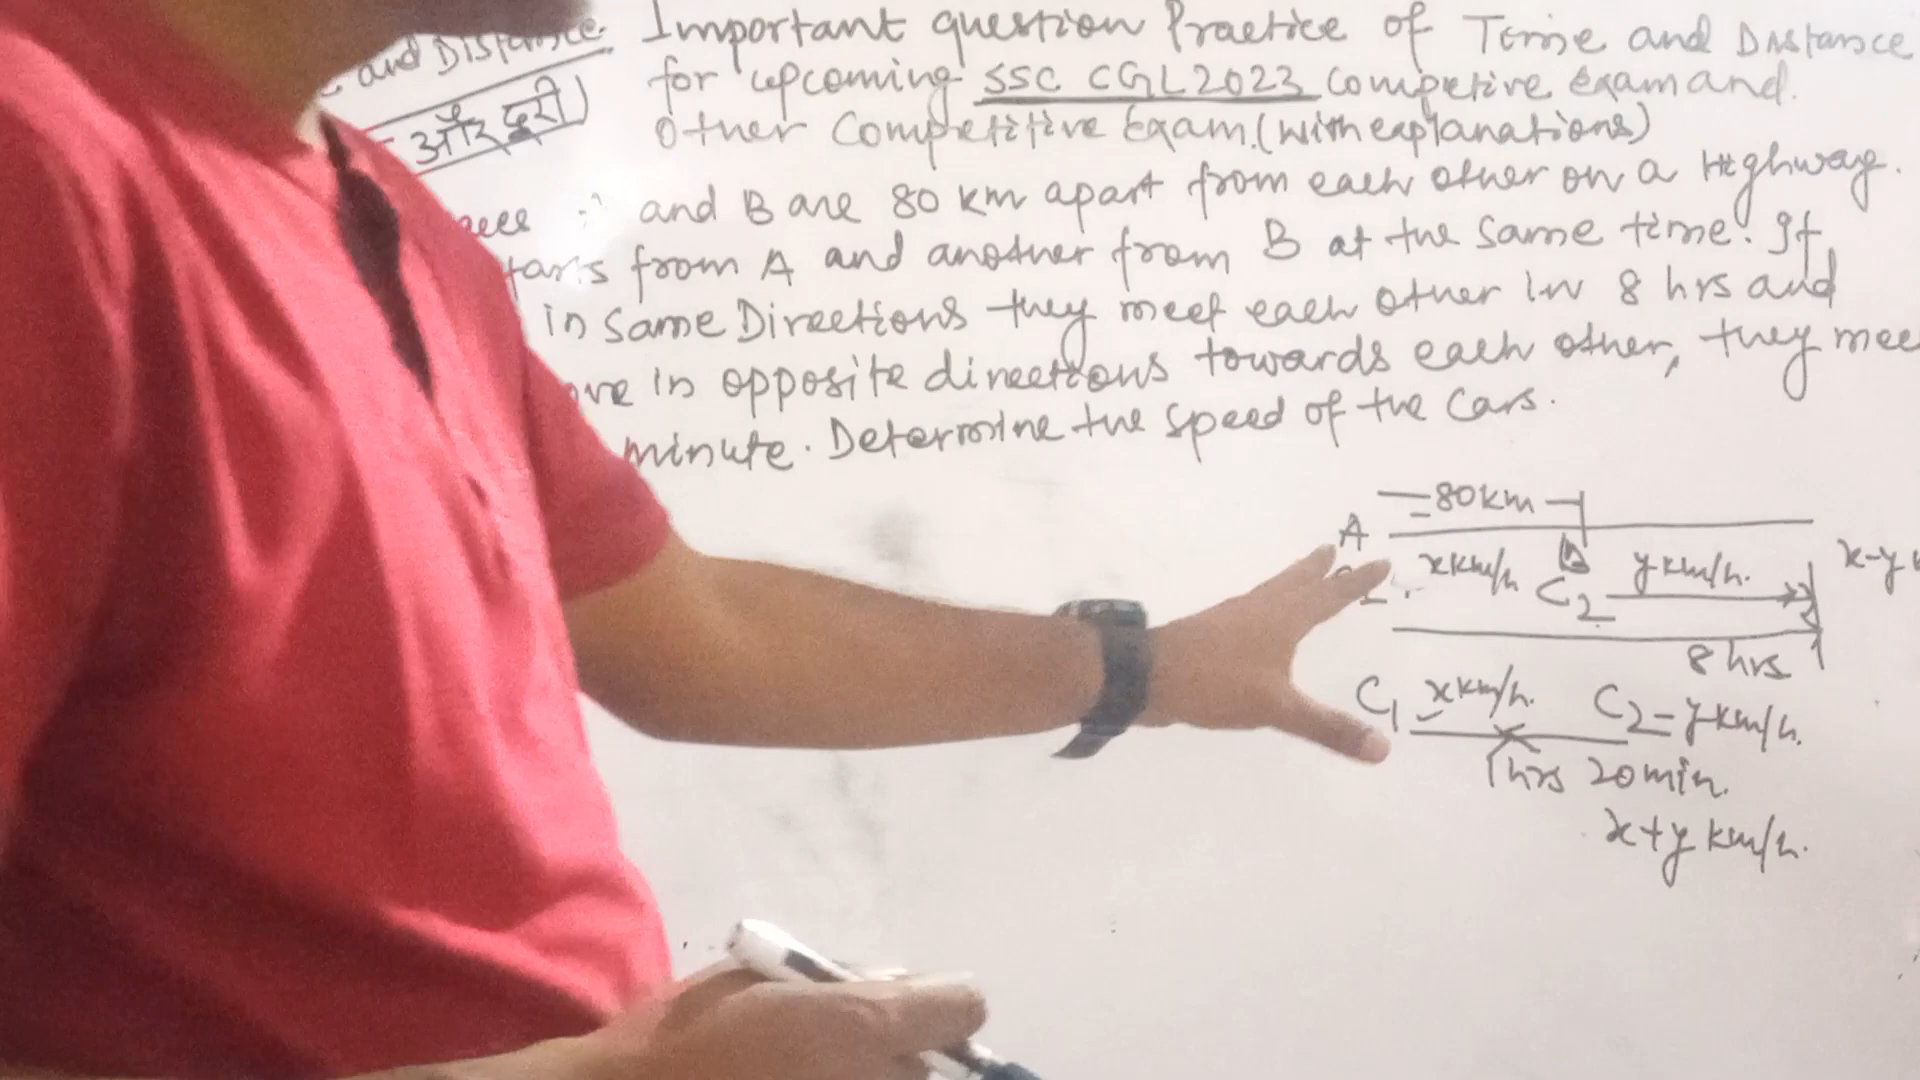 and Distance. Important question Practice of Time and Distance
और दूरी) for upcoming SSC CGL 2023 Competive Exam and.
Other Competitive Exam. (with explanations)
and B are 80 km apart from each other on a Highway.
tars from A and another from B at the same time. If
in same Directions they meet each other in 8 hrs and
ove in opposite directions towards each other, they mee
minute. Determine the speed of the Cars.
80km
A
x km/h B y km/h. x-y
C2
8 hrs
C1 x km/h. C2 = y km/h.
1 hrs 20 min.
x+y km/h.